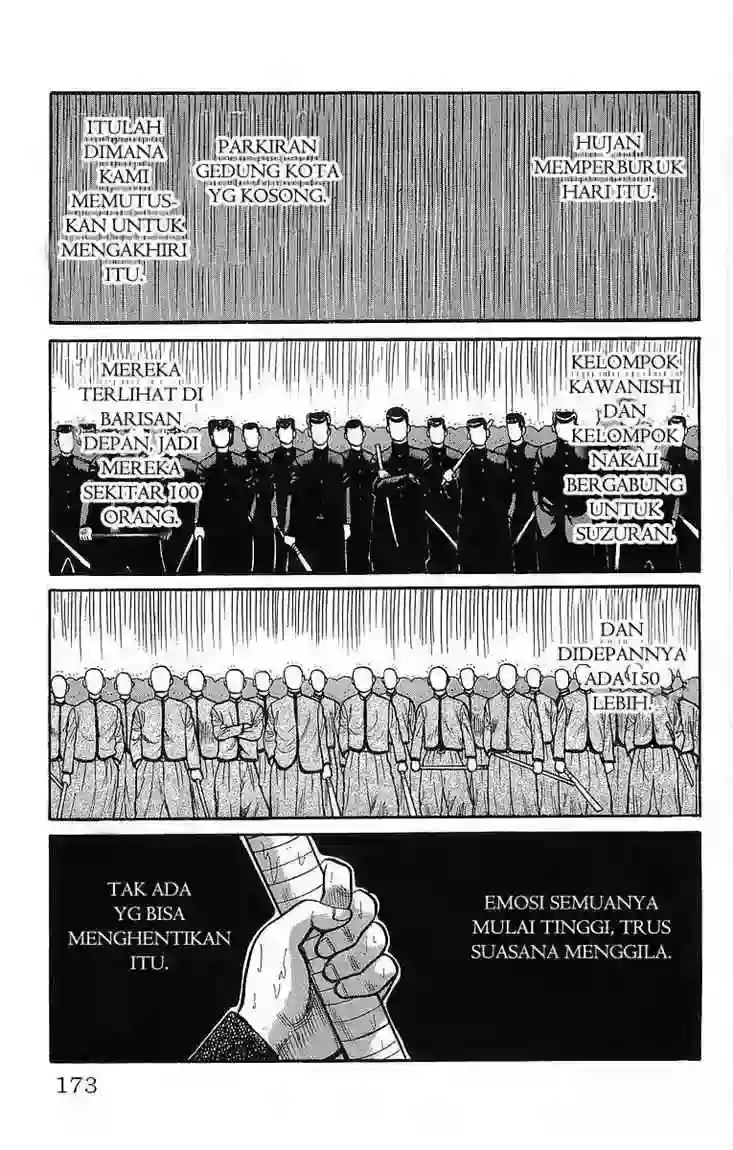 HUJAN
MEMPERBURUK
HARI ITU.
PARKIRAN
GEDUNG KOTA
YG KOSONG.
ITULAH
DIMANA
KAMI
MEMUTUS-
KAN UNTUK
MENGAKHIRI
ITU.
KELOMPOK
KAWANISHI
DAN
KELOMPOK
NAKAII
BERGABUNG
UNTUK
SUZURAN.
MEREKA
TERLIHAT DI
BARISAN
DEPAN, JADI
MEREKA
SEKITAR 100
ORANG.
DAN
DIDEPANNYA
ADA 150
LEBIH.
EMOSI SEMUANYA
MULAI TINGGI, TRUS
SUASANA MENGGILA.
TAK ADA
YG BISA
MENGHENTIKAN
ITU.
173